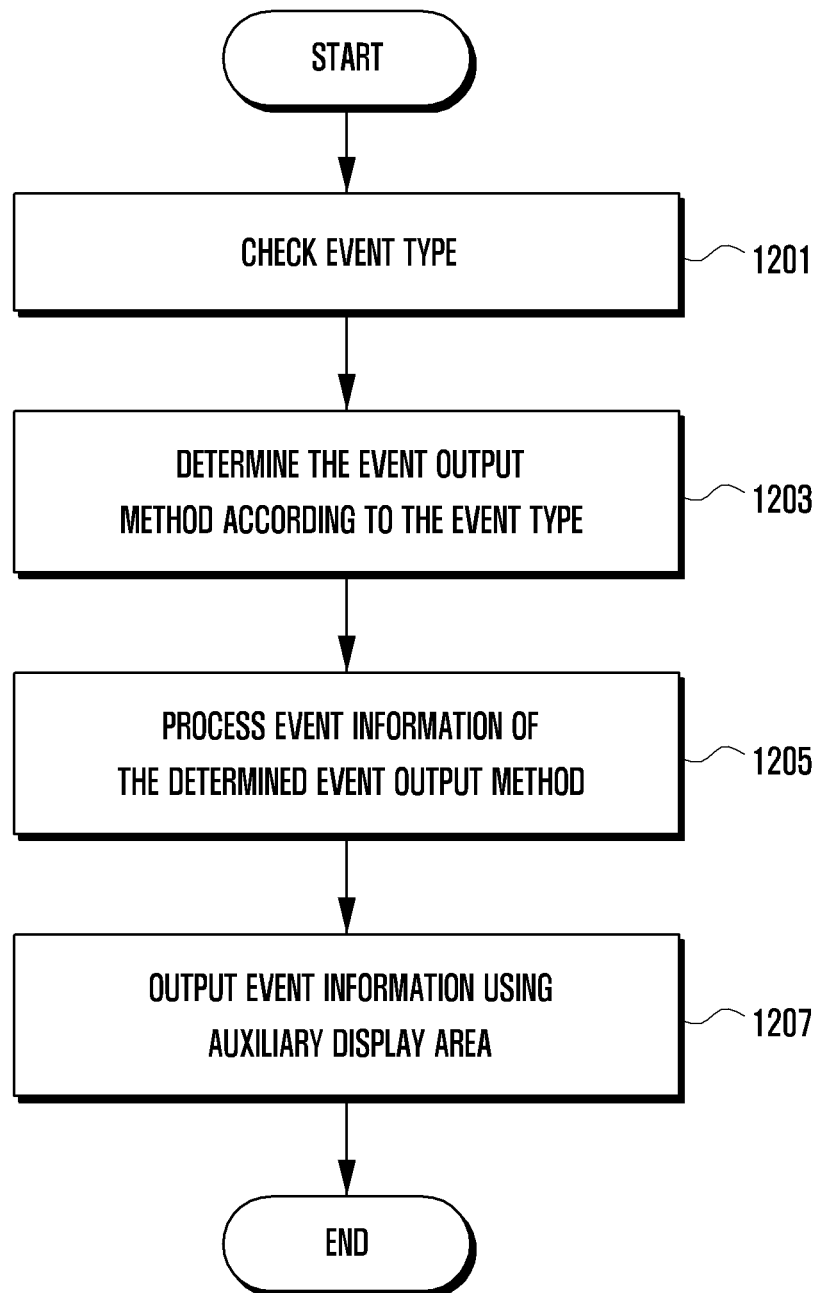 START
CHECK EVENT TYPE
1201
DETERMINE THE EVENT OUTPUT
METHOD ACCORDING TO THE EVENT TYPE
1203
PROCESS EVENT INFORMATION OF
THE DETERMINED EVENT OUTPUT METHOD
1205
OUTPUT EVENT INFORMATION USING
AUXILIARY DISPLAY AREA
1207
END